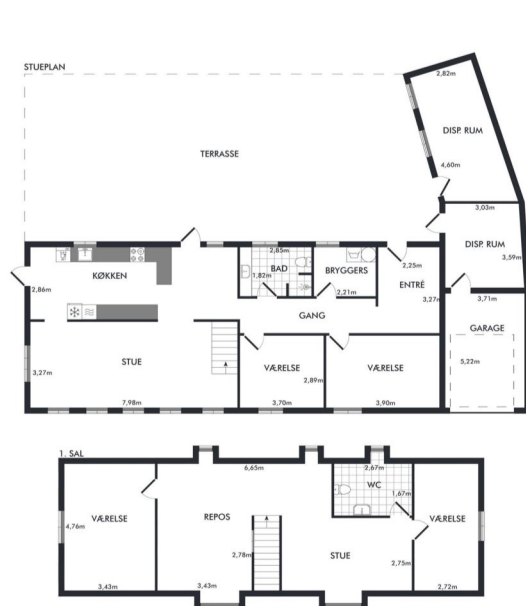 STUEPLAN
2,82m
DISP. RUM
TERRASSE
4,60m
3,03m
2,85m
KØKKEN
BAD
BRYGGERS
2,25m
DISP. RUM
3,59m
1,82m
2,86m
2,21m
ENTRÉ
3,27m
3,71m
GANG
GARAGE
STUE
VÆRELSE
VÆRELSE
5,22m
3,27m
2,89m
7,98m
3,70m
3,90m
1. SAL
6,65m
2,67m
WC
1,67m
VÆRELSE
REPOS
VÆRELSE
4,76m
2,78m
STUE
2,75m
3,43m
3,43m
2,72m